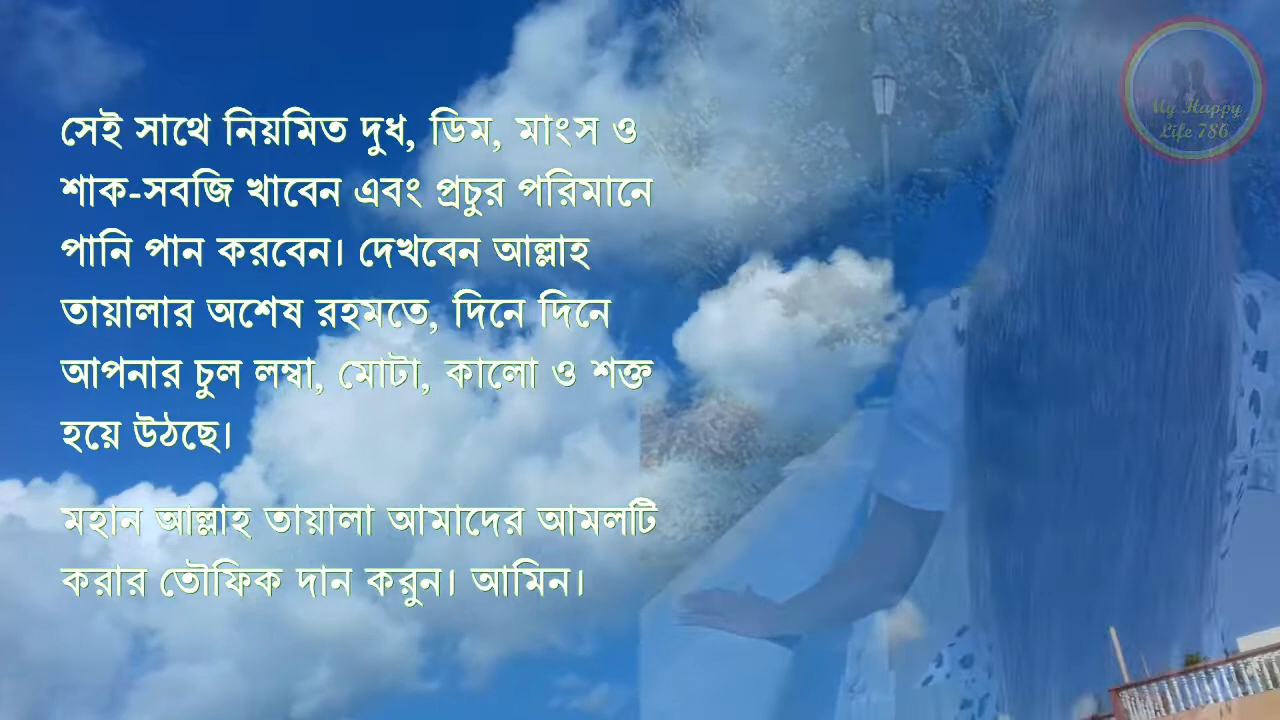 সেই সাথে নিয়মিত দুধ, ডিম, মাংস ও
শাক-সবজি খাবেন এবং প্রচুর পরিমানে
পানি পান করবেন। দেখবেন আল্লাহ
তায়ালার অশেষ রহমতে, দিনে দিনে
আপনার চুল লম্বা, মোটা, কালো ও শক্ত
হয়ে উঠছে।
মহান আল্লাহ তায়ালা আমাদের আমলটি
করার তৌফিক দান করুন। আমিন।
My Happy
Life 786